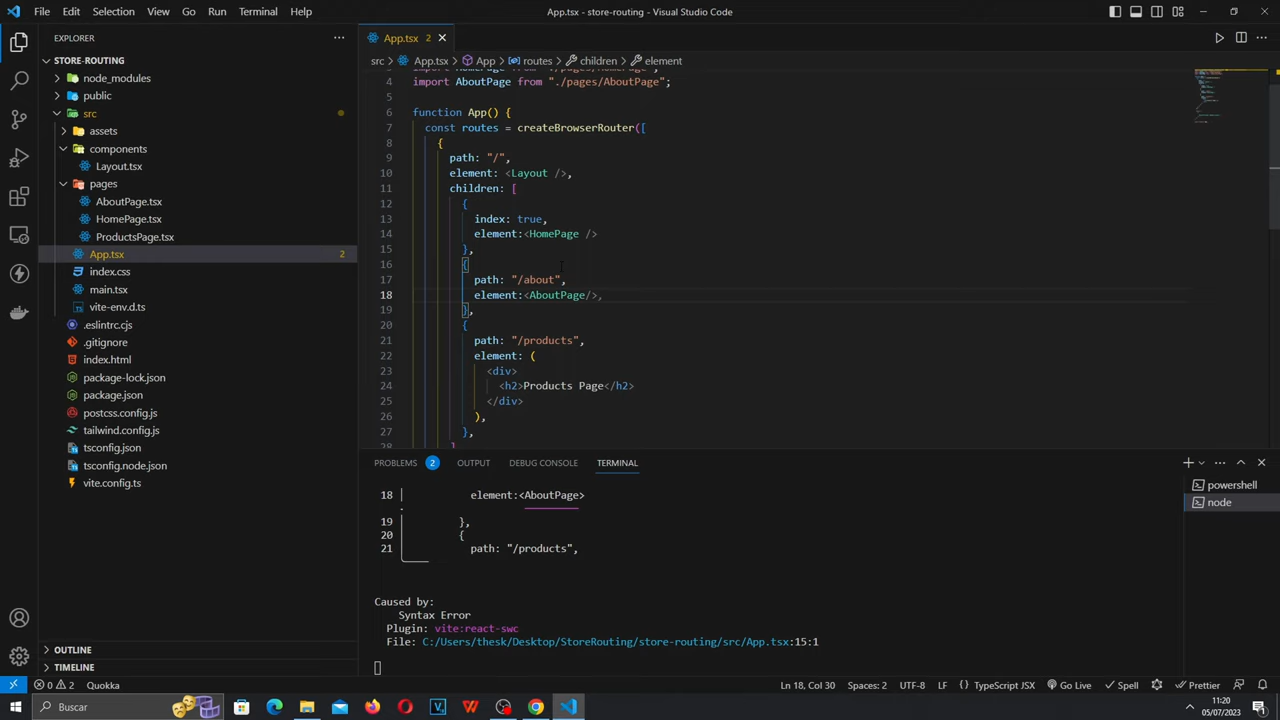 File Edit Selection View Go Run Terminal Help
App.tsx - store-routing - Visual Studio Code
EXPLORER
STORE-ROUTING
node_modules
public
src
assets
components
Layout.tsx
pages
AboutPage.tsx
HomePage.tsx
ProductsPage.tsx
App.tsx 2
index.css
main.tsx
vite-env.d.ts
.eslintrc.cjs
.gitignore
index.html
package-lock.json
package.json
postcss.config.js
tailwind.config.js
tsconfig.json
tsconfig.node.json
vite.config.ts
OUTLINE
TIMELINE
App.tsx 2
src App.tsx App routes children element
4 import AboutPage from "./pages/AboutPage";
5
6 function App() {
7 const routes = createBrowserRouter([
8 {
9 path: "/",
10 element: <Layout />,
11 children: [
12 {
13 index: true,
14 element:<HomePage />
15 },
16 {
17 path: "/about",
18 element:<AboutPage/>,
19 },
20 {
21 path: "/products",
22 element: (
23 <div>
24 <h2>Products Page</h2>
25 </div>
26 ),
27 },
28 ]
PROBLEMS 2 OUTPUT DEBUG CONSOLE TERMINAL
18 │ element:<AboutPage>
19 │ },
20 │ {
21 │ path: "/products",
Caused by:
Syntax Error
Plugin: vite:react-swc
File: C:/Users/thesk/Desktop/StoreRouting/store-routing/src/App.tsx:15:1
powershell
node
0 2 Quokka
Ln 18, Col 30 Spaces: 2 UTF-8 LF TypeScript JSX Go Live Spell Prettier
Buscar
11:20
05/07/2023